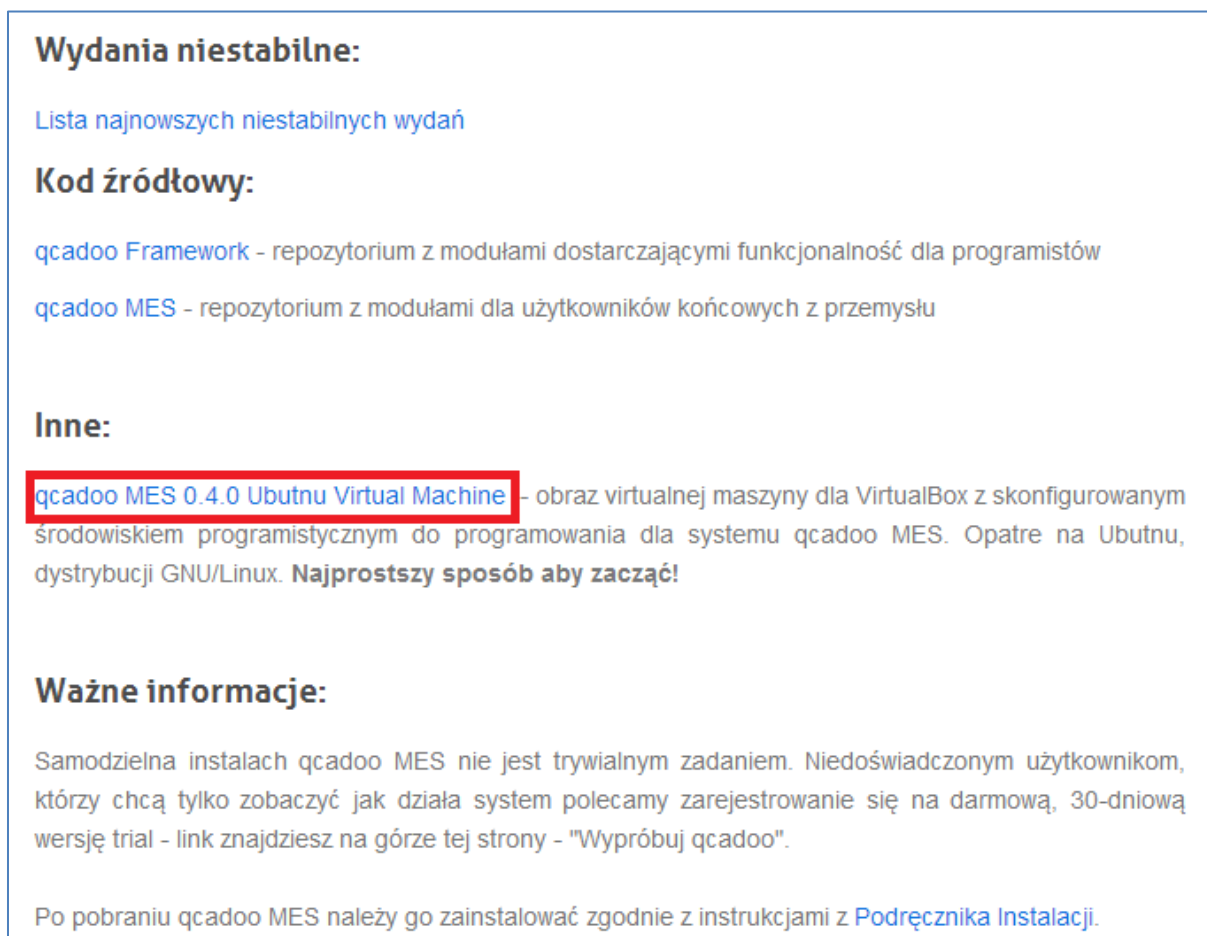 Wydania niestabilne:
Lista najnowszych niestabilnych wydań
Kod źródłowy:
qcadoo Framework - repozytorium z modułami dostarczającymi funkcjonalność dla programistów
qcadoo MES - repozytorium z modułami dla użytkowników końcowych z przemysłu
Inne:
qcadoo MES 0.4.0 Ubutnu Virtual Machine - obraz virtualnej maszyny dla VirtualBox z skonfigurowanym
środowiskiem programistycznym do programowania dla systemu qcadoo MES. Opatre na Ubutnu,
dystrybucji GNU/Linux. Najprostszy sposób aby zacząć!
Ważne informacje:
Samodzielna instalach qcadoo MES nie jest trywialnym zadaniem. Niedoświadczonym użytkownikom,
którzy chcą tylko zobaczyć jak działa system polecamy zarejestrowanie się na darmową, 30-dniową
wersję trial - link znajdziesz na górze tej strony - "Wypróbuj qcadoo".
Po pobraniu qcadoo MES należy go zainstalować zgodnie z instrukcjami z Podręcznika Instalacji.